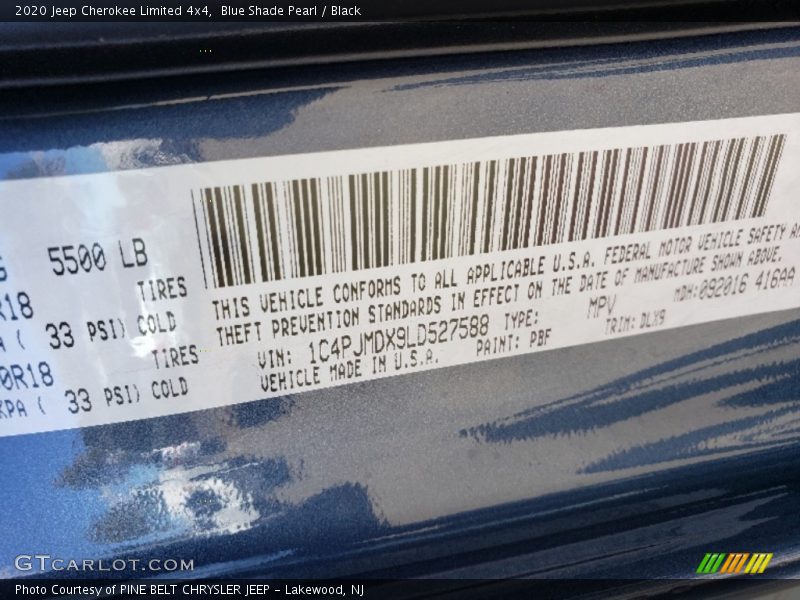 2020 Jeep Cherokee Limited 4x4, Blue Shade Pearl / Black
5500 LB
R18 TIRES
33 PSI) COLD
0R18 TIRES
KPA ( 33 PSI) COLD
THIS VEHICLE CONFORMS TO ALL APPLICABLE U.S.A. FEDERAL MOTOR VEHICLE SAFETY
THEFT PREVENTION STANDARDS IN EFFECT ON THE DATE OF MANUFACTURE SHOWN ABOVE.
VIN: 1C4PJMDX9LD527588 TYPE: MPV MDH:092016 416AA
VEHICLE MADE IN U.S.A. PAINT: PBF TRIM: DLX9
GTCARLOT.COM
Photo Courtesy of PINE BELT CHRYSLER JEEP - Lakewood, NJ